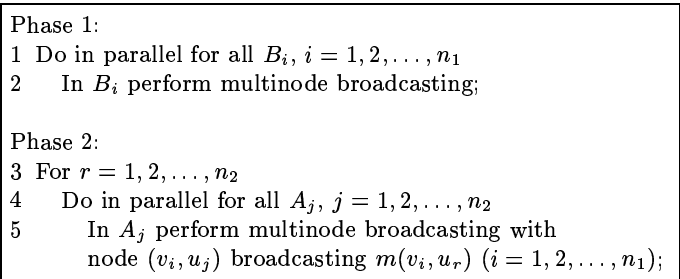 Phase 1:
1 Do in parallel for all B_i, i = 1, 2, . . . , n_1
2 In B_i perform multinode broadcasting;
Phase 2:
3 For r = 1, 2, . . . , n_2
4 Do in parallel for all A_j, j = 1, 2, . . . , n_2
5 In A_j perform multinode broadcasting with
node (v_i, u_j) broadcasting m(v_i, u_r) (i = 1, 2, . . . , n_1);